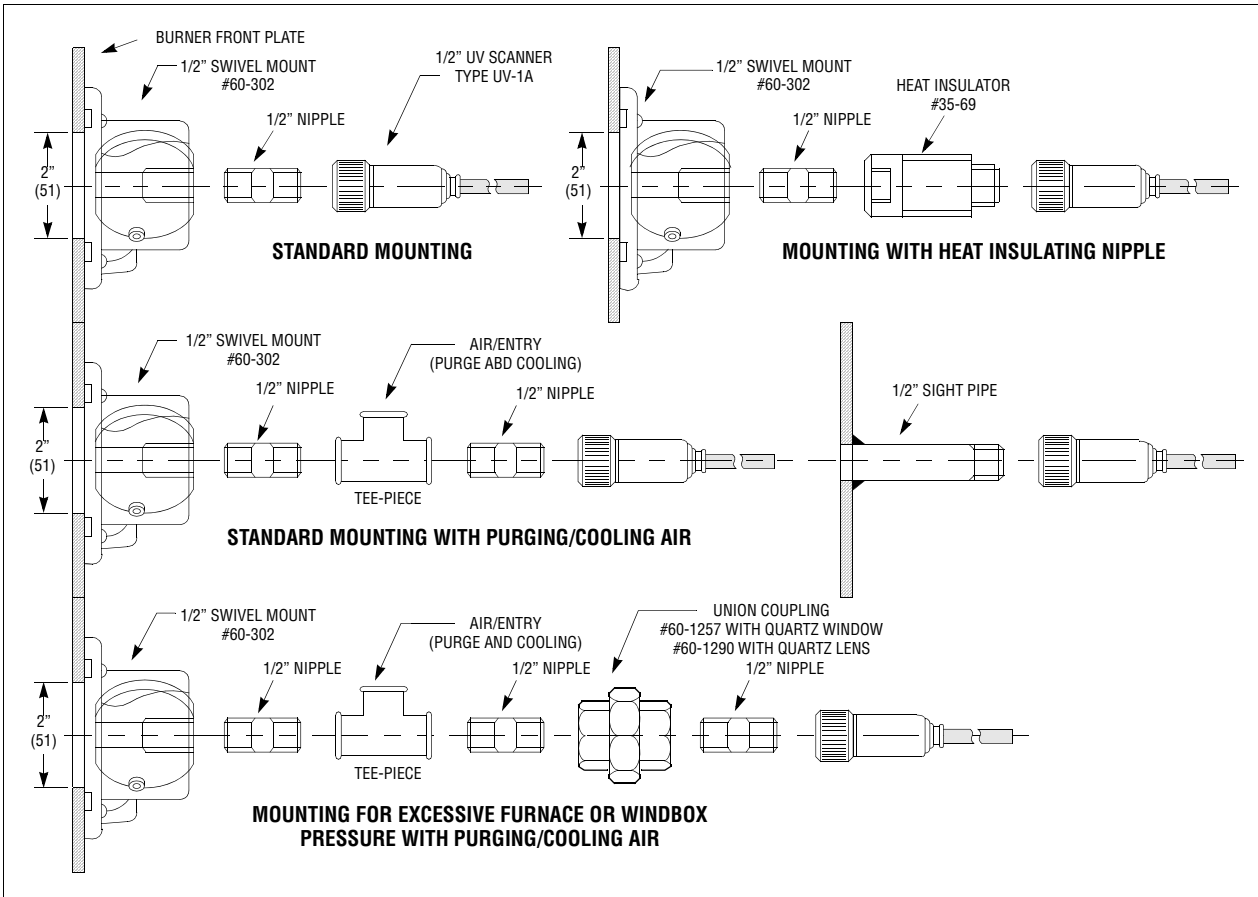 BURNER FRONT PLATE
1/2” SWIVEL MOUNT
#60-302
1/2” NIPPLE
1/2” UV SCANNER
TYPE UV-1A
2”
(51)
STANDARD MOUNTING
1/2” SWIVEL MOUNT
#60-302
1/2” NIPPLE
HEAT INSULATOR
#35-69
2”
(51)
MOUNTING WITH HEAT INSULATING NIPPLE
1/2” SWIVEL MOUNT
#60-302
1/2” NIPPLE
AIR/ENTRY
(PURGE ABD COOLING)
1/2” NIPPLE
2”
(51)
TEE-PIECE
STANDARD MOUNTING WITH PURGING/COOLING AIR
1/2” SIGHT PIPE
1/2” SWIVEL MOUNT
#60-302
1/2” NIPPLE
AIR/ENTRY
(PURGE AND COOLING)
1/2” NIPPLE
UNION COUPLING
#60-1257 WITH QUARTZ WINDOW
#60-1290 WITH QUARTZ LENS
1/2” NIPPLE
2”
(51)
TEE-PIECE
MOUNTING FOR EXCESSIVE FURNACE OR WINDBOX
PRESSURE WITH PURGING/COOLING AIR